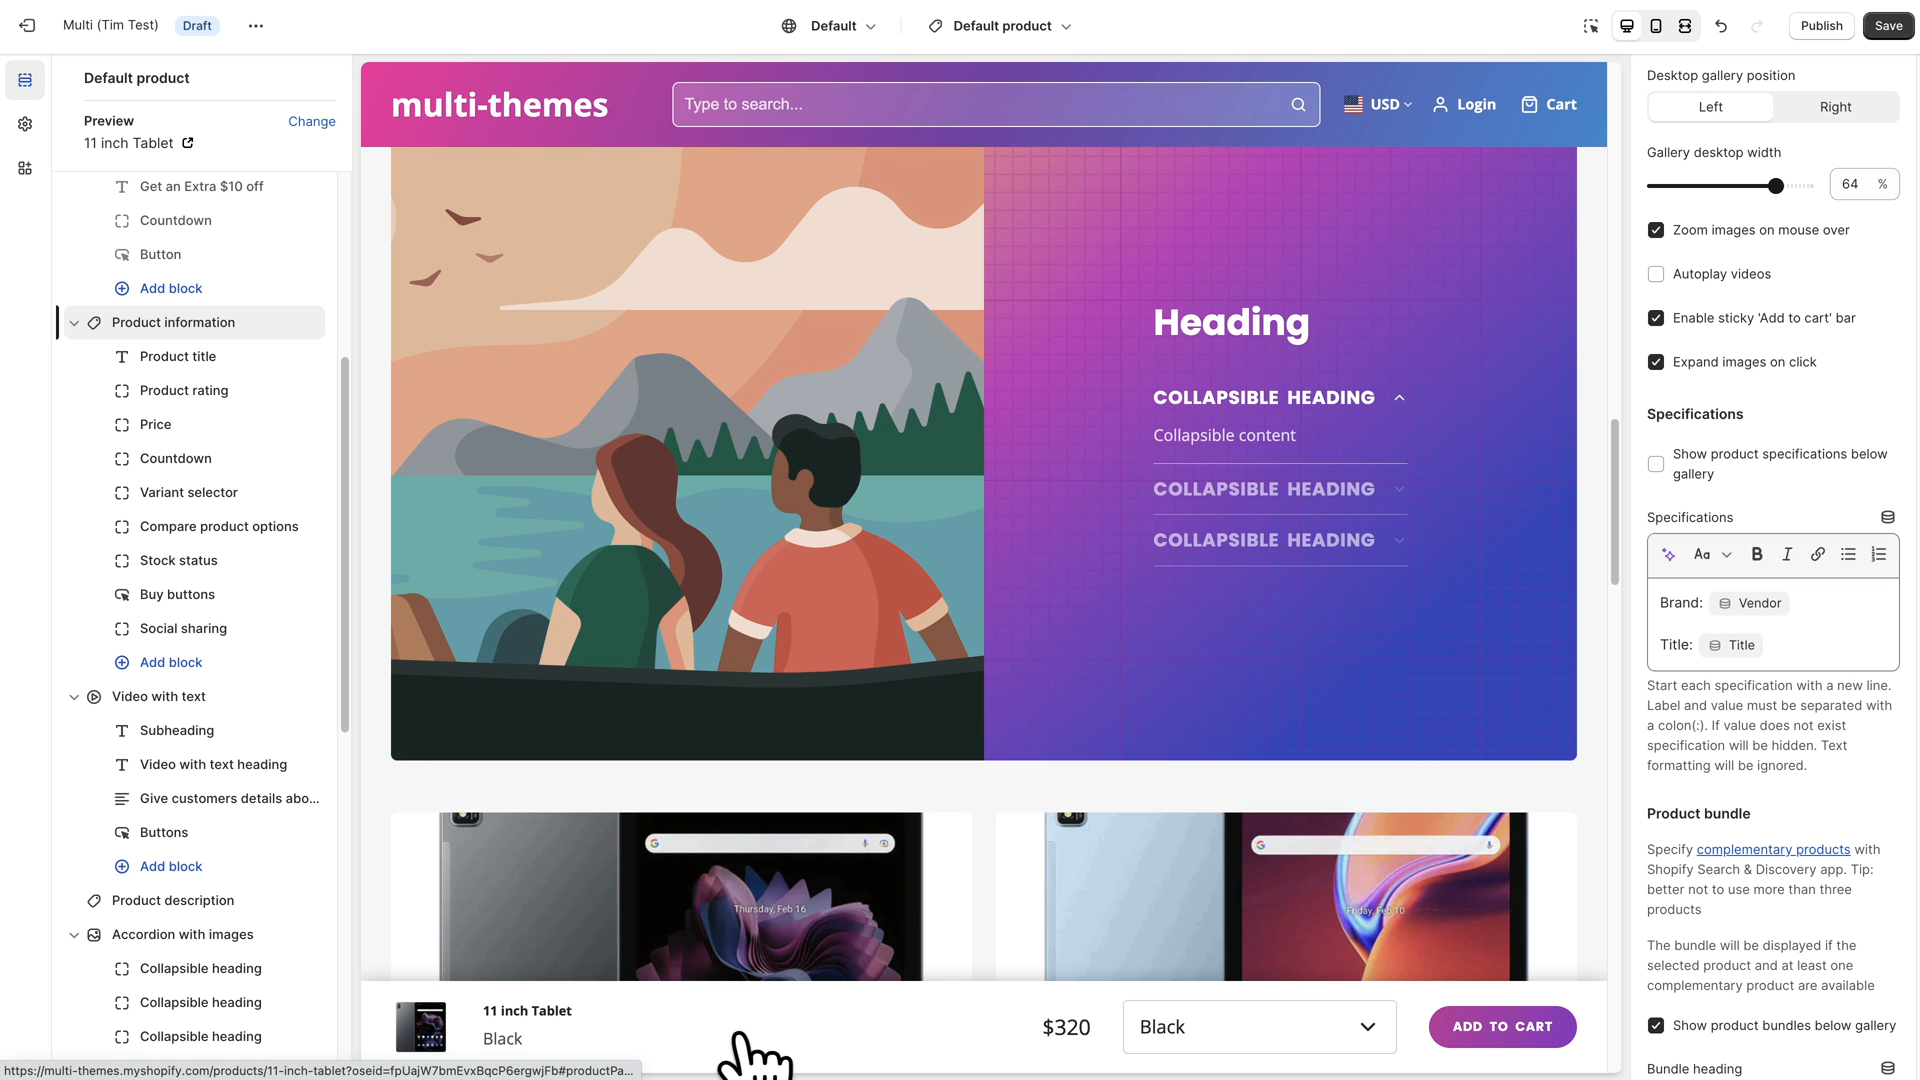 Multi (Tim Test)
Draft
Default
Default product
Publish
Save
Default product
Preview
Change
11 inch Tablet
Get an Extra $10 off
Countdown
Button
Add block
Product information
Product title
Product rating
Price
Countdown
Variant selector
Compare product options
Stock status
Buy buttons
Social sharing
Add block
Video with text
Subheading
Video with text heading
Give customers details abo...
Buttons
Add block
Product description
Accordion with images
Collapsible heading
Collapsible heading
Collapsible heading
https://multi-themes.myshopify.com/products/11-inch-tablet?oseid=fpUajW7bmEvxBqcP6ergwjFb#productPa...
multi-themes
Type to search...
USD
Login
Cart
Heading
COLLAPSIBLE HEADING
Collapsible content
COLLAPSIBLE HEADING
COLLAPSIBLE HEADING
Thursday, Feb 16
Friday, Feb 10
11 inch Tablet
Black
$320
Black
ADD TO CART
Desktop gallery position
Left
Right
Gallery desktop width
64 %
Zoom images on mouse over
Autoplay videos
Enable sticky 'Add to cart' bar
Expand images on click
Specifications
Show product specifications below
gallery
Specifications
Aa
B
I
Brand: Vendor
Title: Title
Start each specification with a new line.
Label and value must be separated with
a colon(:). If value does not exist
specification will be hidden. Text
formatting will be ignored.
Product bundle
Specify complementary products with
Shopify Search & Discovery app. Tip:
better not to use more than three
products
The bundle will be displayed if the
selected product and at least one
complementary product are available
Show product bundles below gallery
Bundle heading